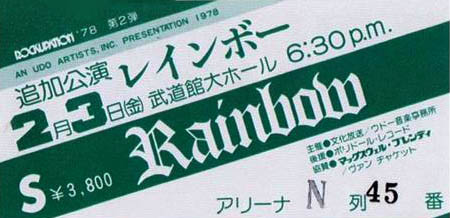 ROCKUPATION '78 第2弾
AN UDO ARTISTS, INC. PRESENTATION 1978
追加公演 レインボー
2月3日(金) 武道館大ホール 6:30p.m.
Rainbow
S ¥3,800
主催●文化放送/ウドー音楽事務所
後援●ポリドール・レコード
協賛●マックスウェル・フレンディ
/ヴァン ヂャケット
アリーナ N 列 45 番